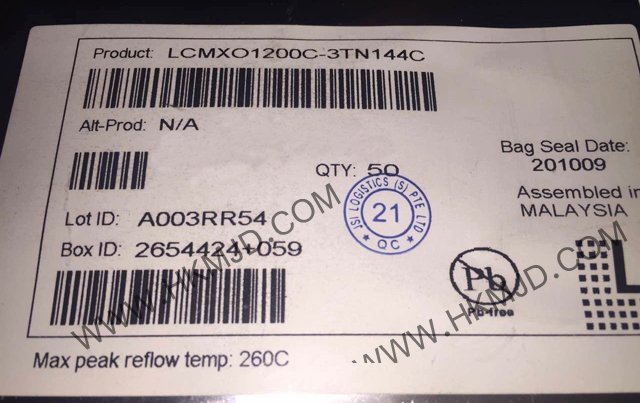 Product: LCMXO1200C-3TN144C
Alt-Prod: N/A
QTY: 50
Bag Seal Date:
201009
Assembled in
MALAYSIA
Lot ID: A003RR54
Box ID: 2654424+059
JSI LOGISTICS (S) PTE LTD
21
QC
Pb
Pb-free
L
Max peak reflow temp: 260C
WWW.HKMJD.COM
WWW.HKMJD.COM